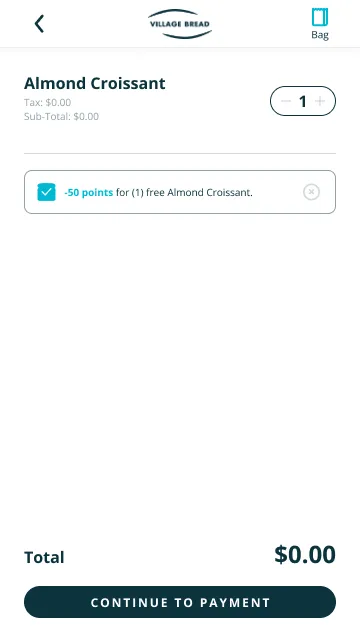 VILLAGE BREAD
Bag
Almond Croissant
Tax: $0.00
Sub-Total: $0.00
1
-50 points for (1) free Almond Croissant.
Total
$0.00
CONTINUE TO PAYMENT